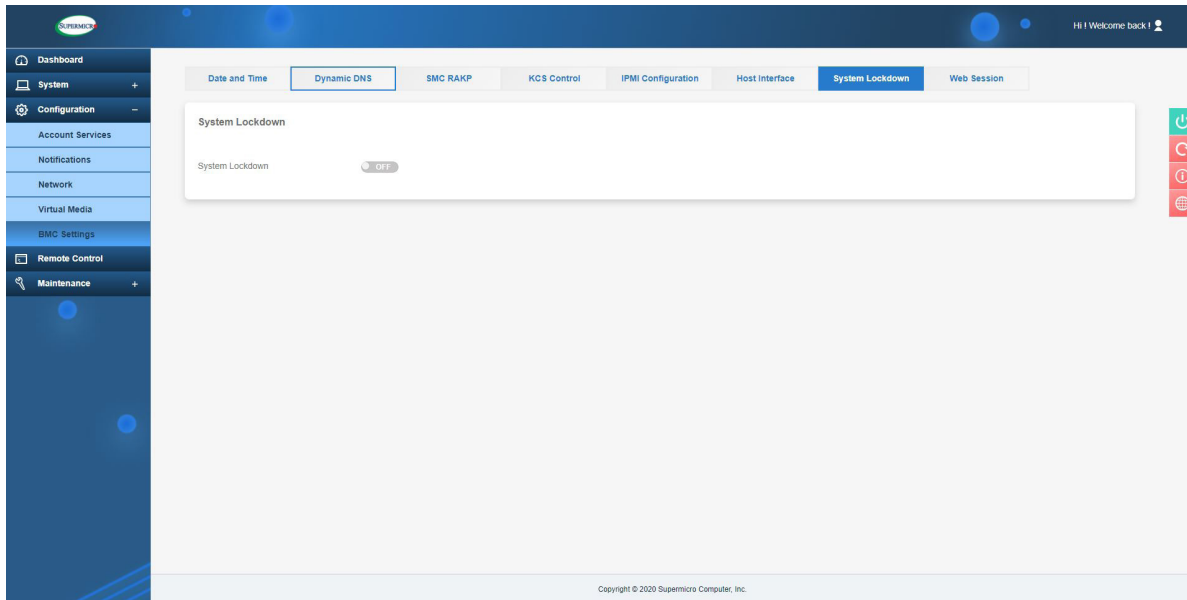 SUPERMICR
Hi ! Welcome back !
Dashboard
System +
Configuration −
Account Services
Notifications
Network
Virtual Media
BMC Settings
Remote Control
Maintenance +
Date and Time Dynamic DNS SMC RAKP KCS Control IPMI Configuration Host Interface System Lockdown Web Session
System Lockdown
System Lockdown OFF
Copyright © 2020 Supermicro Computer, Inc.